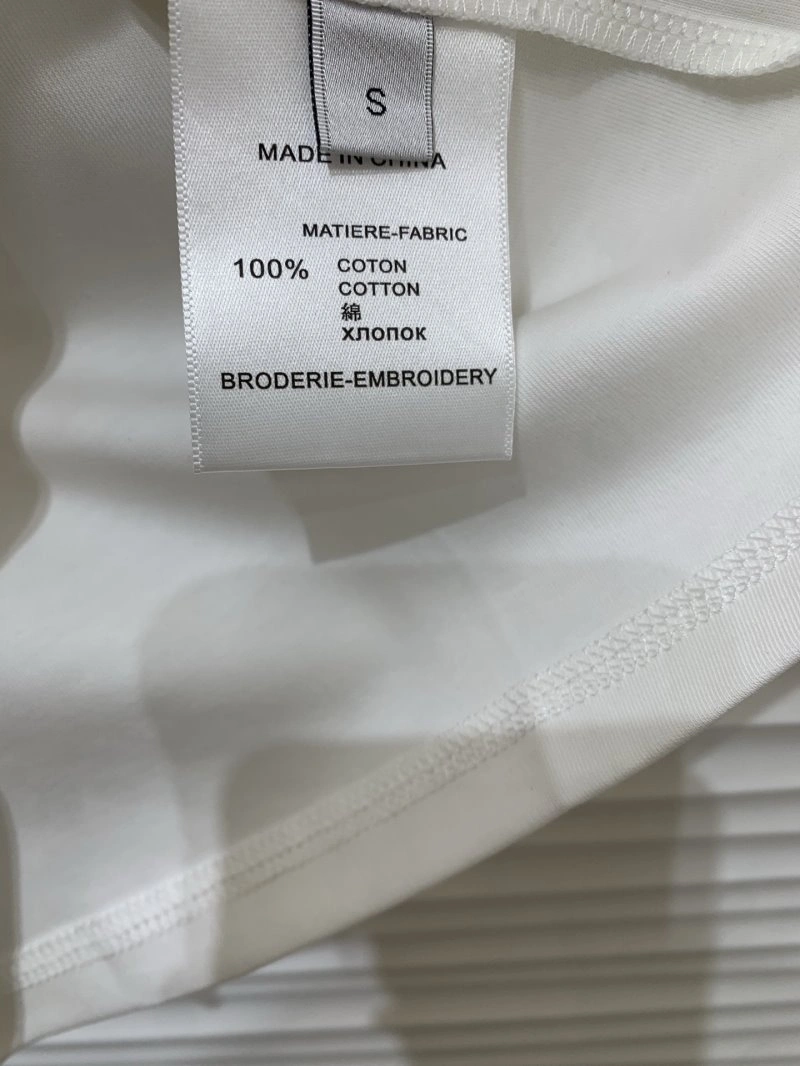 S
MADE IN CHINA
MATIERE-FABRIC
100% COTON
COTTON
綿
хлопок
BRODERIE-EMBROIDERY